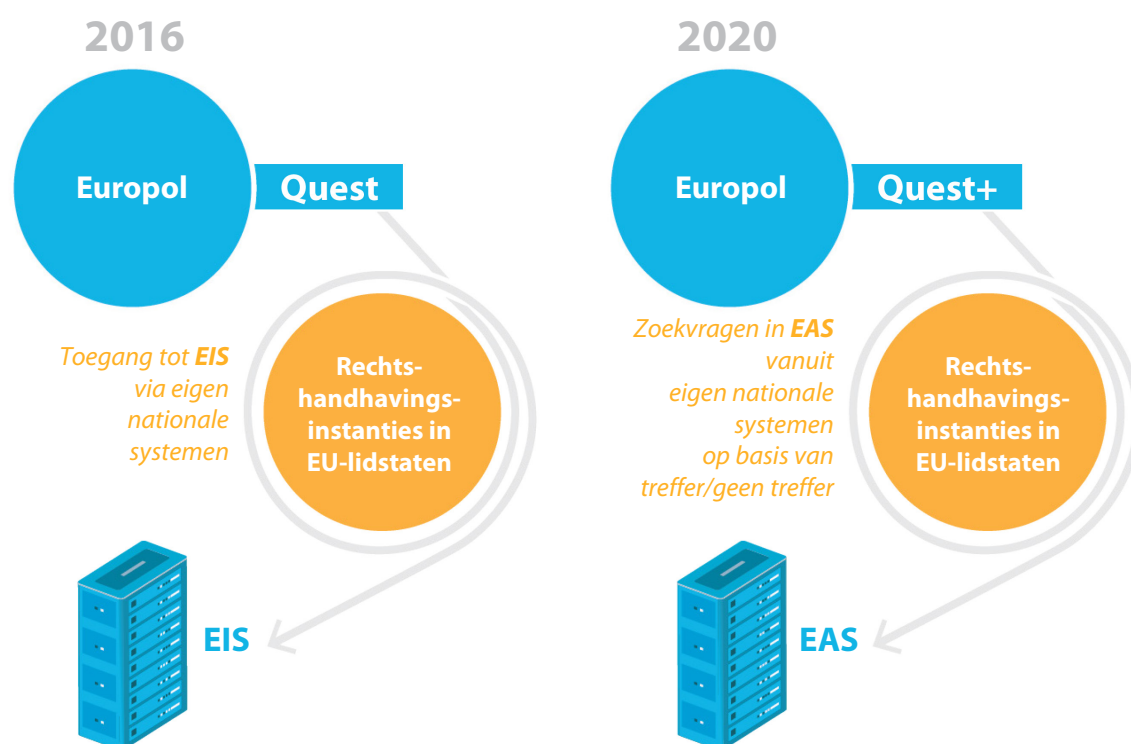 2016
Europol
Quest
Toegang tot EIS
via eigen
nationale
systemen
Rechts-
handhavings-
instanties in
EU-lidstaten
EIS
2020
Europol
Quest+
Zoekvragen in EAS
vanuit
eigen nationale
systemen
op basis van
treffer/geen treffer
Rechts-
handhavings-
instanties in
EU-lidstaten
EAS